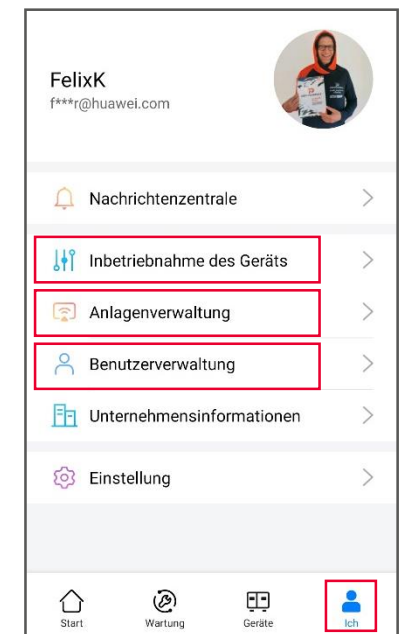 FelixK
f***r@huawei.com
Nachrichtenzentrale
Inbetriebnahme des Geräts
Anlagenverwaltung
Benutzerverwaltung
Unternehmensinformationen
Einstellung
Start Wartung Geräte Ich